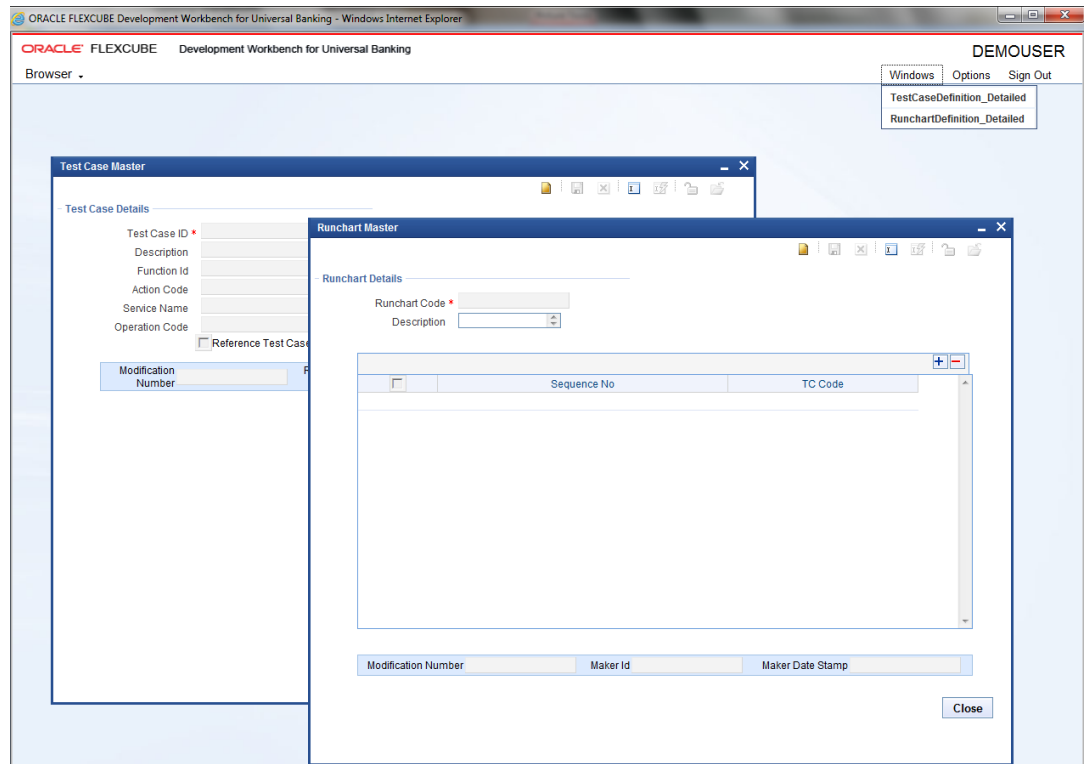 ORACLE FLEXCUBE Development Workbench for Universal Banking - Windows Internet Explorer
ORACLE FLEXCUBE Development Workbench for Universal Banking
DEMOUSER
Browser
Windows Options Sign Out
TestCaseDefinition_Detailed
RunchartDefinition_Detailed
Test Case Master
Test Case Details
Test Case ID *
Description
Function Id
Action Code
Service Name
Operation Code
Reference Test Case
Modification Number
Runchart Master
Runchart Details
Runchart Code *
Description
Sequence No TC Code
Modification Number Maker Id Maker Date Stamp
Close